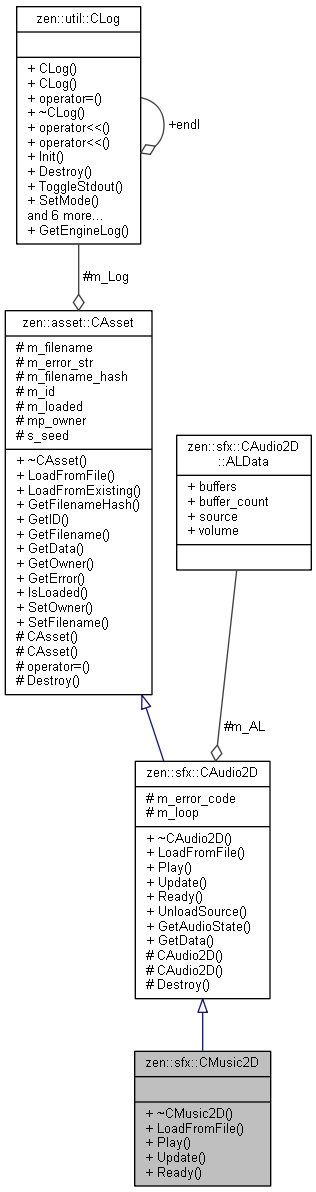 zen::util::CLog
+ CLog()
+ CLog()
+ operator=()
+ ~CLog()
+ operator<<()
+ operator<<()
+ Init()
+ Destroy()
+ ToggleStdout()
+ SetMode()
and 6 more...
+ GetEngineLog()
+endl
#m_Log
zen::asset::CAsset
# m_filename
# m_error_str
# m_filename_hash
# m_id
# m_loaded
# mp_owner
# s_seed
+ ~CAsset()
+ LoadFromFile()
+ LoadFromExisting()
+ GetFilenameHash()
+ GetID()
+ GetFilename()
+ GetData()
+ GetOwner()
+ GetError()
+ IsLoaded()
+ SetOwner()
+ SetFilename()
# CAsset()
# CAsset()
# operator=()
# Destroy()
zen::sfx::CAudio2D
::ALData
+ buffers
+ buffer_count
+ source
+ volume
#m_AL
zen::sfx::CAudio2D
# m_error_code
# m_loop
+ ~CAudio2D()
+ LoadFromFile()
+ Play()
+ Update()
+ Ready()
+ UnloadSource()
+ GetAudioState()
+ GetData()
# CAudio2D()
# CAudio2D()
# Destroy()
zen::sfx::CMusic2D
+ ~CMusic2D()
+ LoadFromFile()
+ Play()
+ Update()
+ Ready()